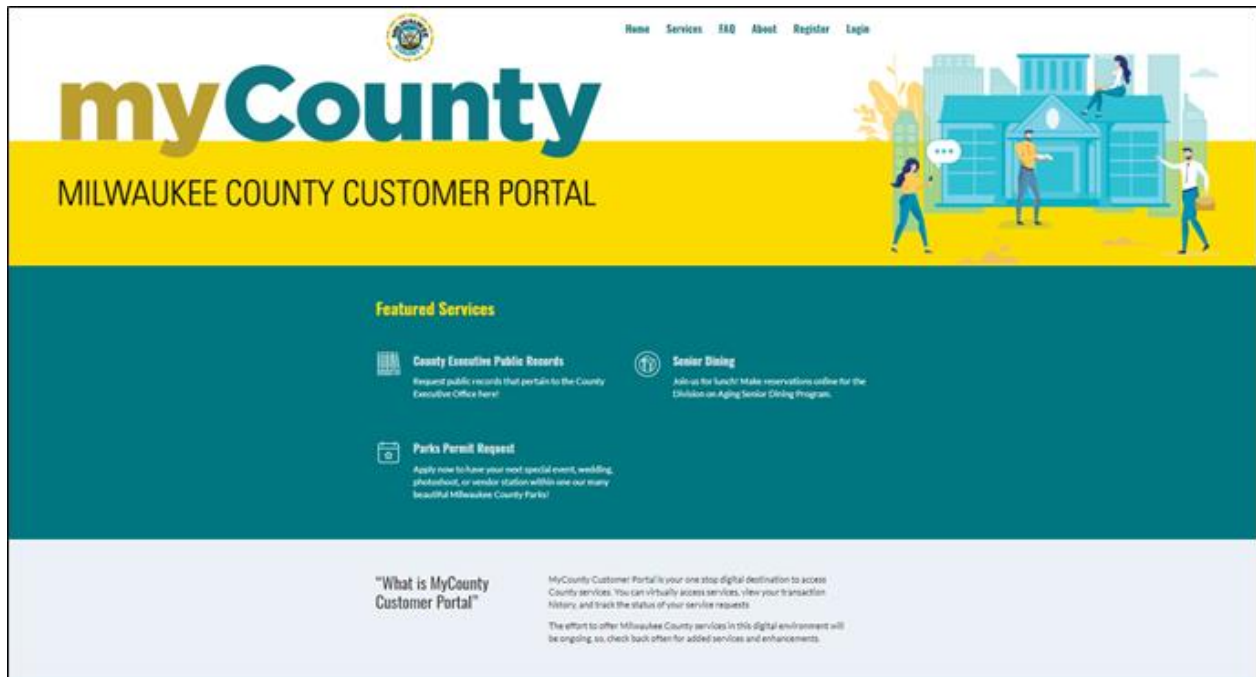 MILWAUKEE
COUNTY
Home Services FAQ About Register Login
myCounty
MILWAUKEE COUNTY CUSTOMER PORTAL
Featured Services
County Executive Public Records
Request public records that pertain to the County
Executive Office here!
Senior Dining
Join us for lunch! Make reservations online for the
Division on Aging Senior Dining Program.
Parks Permit Request
Apply now to have your next special event, wedding,
photoshoot, or vendor station within one our many
beautiful Milwaukee County Parks!
"What is MyCounty
Customer Portal"
MyCounty Customer Portal is your one stop digital destination to access
County services. You can virtually access services, view your transaction
history, and track the status of your service requests
The effort to offer Milwaukee County services in this digital environment will
be ongoing, so, check back often for added services and enhancements.